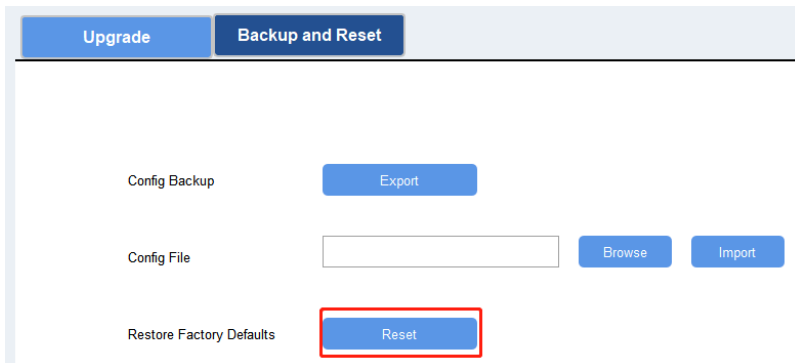 Upgrade Backup and Reset
Config Backup Export
Config File Browse Import
Restore Factory Defaults Reset